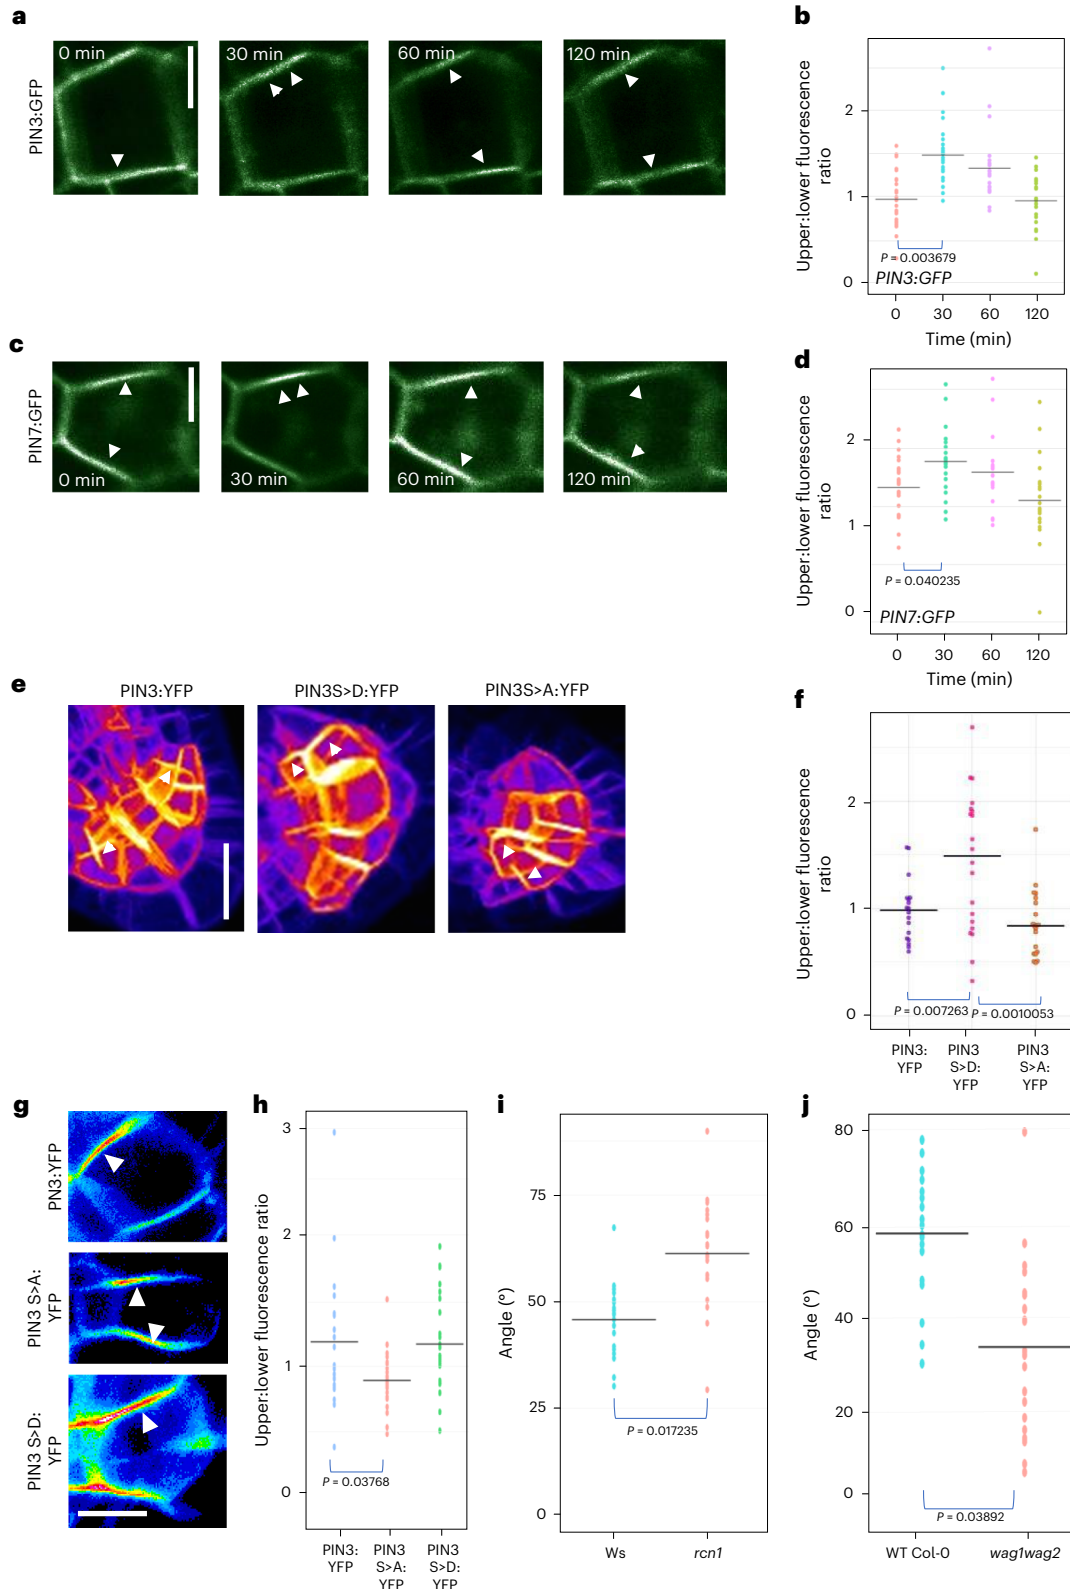 a
0 min
30 min
60 min
120 min
PIN3:GFP
b
Upper:lower fluorescence
ratio
2
1
0
P = 0.003679
PIN3:GFP
0 30 60 120
Time (min)
c
PIN7:GFP
0 min
30 min
60 min
120 min
d
Upper:lower fluorescence
ratio
2
1
0
P = 0.040235
PIN7:GFP
0 30 60 120
Time (min)
e
PIN3:YFP
PIN3S>D:YFP
PIN3S>A:YFP
f
Upper:lower fluorescence
ratio
2
1
0
P = 0.007263
P = 0.0010053
PIN3:
YFP
PIN3
S>D:
YFP
PIN3
S>A:
YFP
g
PN3:YFP
PIN3 S>A:
YFP
PIN3 S>D:
YFP
h
Upper:lower fluorescence ratio
3
2
1
0
P = 0.03768
PIN3:
YFP
PIN3
S>A:
YFP
PIN3
S>D:
YFP
i
Angle (°)
75
50
25
0
P = 0.017235
Ws
rcn1
j
Angle (°)
80
60
40
20
0
P = 0.03892
WT Col-0
wag1wag2